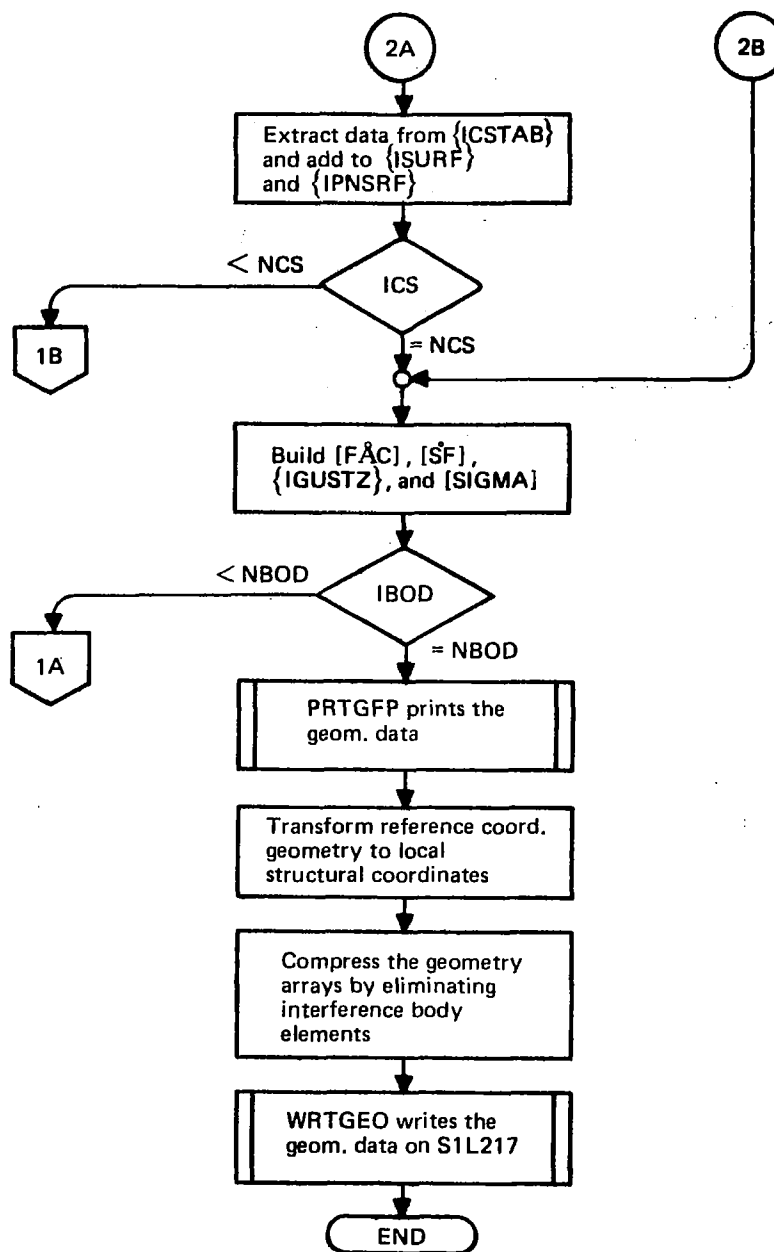 2A
2B
Extract data from {ICSTAB}
and add to {ISURF}
and {IPNSRF}
< NCS
ICS
1B
= NCS
Build [FÅC], [S̊F],
{IGUSTZ}, and [SIGMA]
< NBOD
IBOD
1A
= NBOD
PRTGFP prints the
geom. data
Transform reference coord.
geometry to local
structural coordinates
Compress the geometry
arrays by eliminating
interference body
elements
WRTGEO writes the
geom. data on S1L217
END